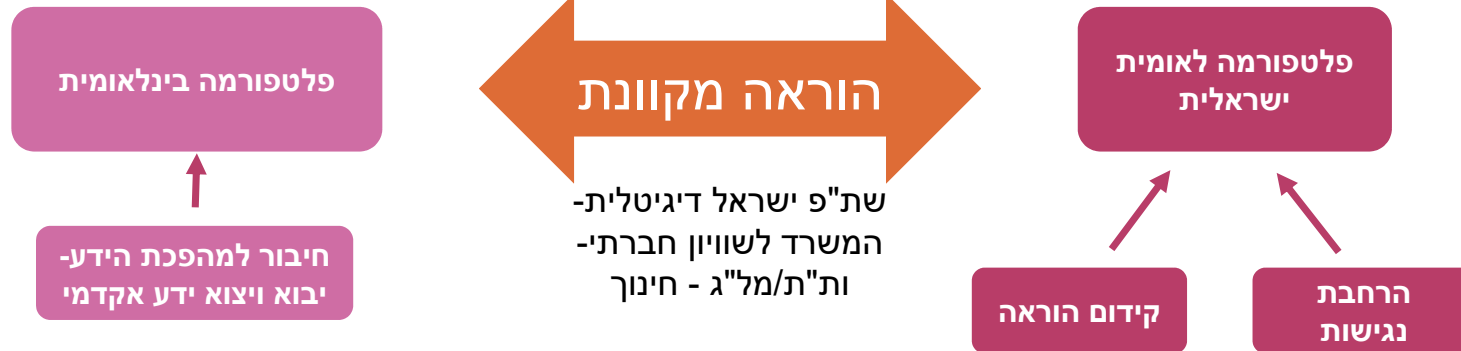 פלטפורמה לאומית
ישראלית
הוראה מקוונת
פלטפורמה בינלאומית
שת"פ ישראל דיגיטלית-
המשרד לשוויון חברתי-
ות"ת/מל"ג - חינוך
הרחבת
נגישות
קידום הוראה
חיבור למהפכת הידע-
יבוא ויצוא ידע אקדמי